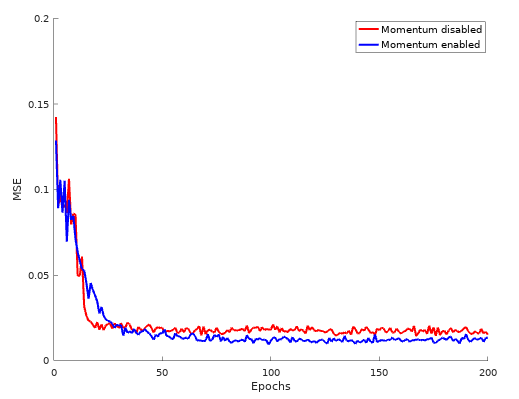 0.2
Momentum disabled
Momentum enabled
0.15
0.1
MSE
0.05
0
0 50 100 150 200
Epochs